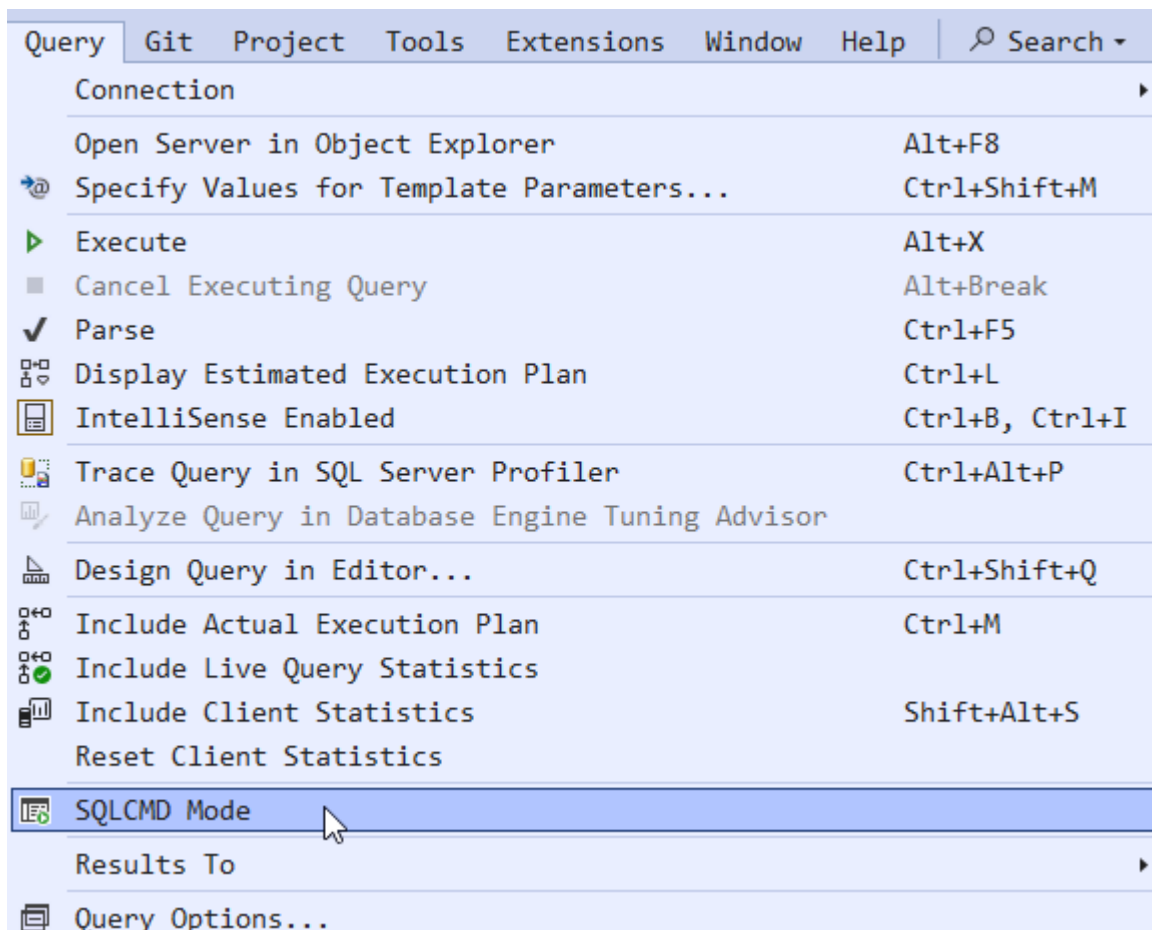 Query Git Project Tools Extensions Window Help Search
Connection
Open Server in Object Explorer Alt+F8
Specify Values for Template Parameters... Ctrl+Shift+M
Execute Alt+X
Cancel Executing Query Alt+Break
Parse Ctrl+F5
Display Estimated Execution Plan Ctrl+L
IntelliSense Enabled Ctrl+B, Ctrl+I
Trace Query in SQL Server Profiler Ctrl+Alt+P
Analyze Query in Database Engine Tuning Advisor
Design Query in Editor... Ctrl+Shift+Q
Include Actual Execution Plan Ctrl+M
Include Live Query Statistics
Include Client Statistics Shift+Alt+S
Reset Client Statistics
SQLCMD Mode
Results To
Query Options...